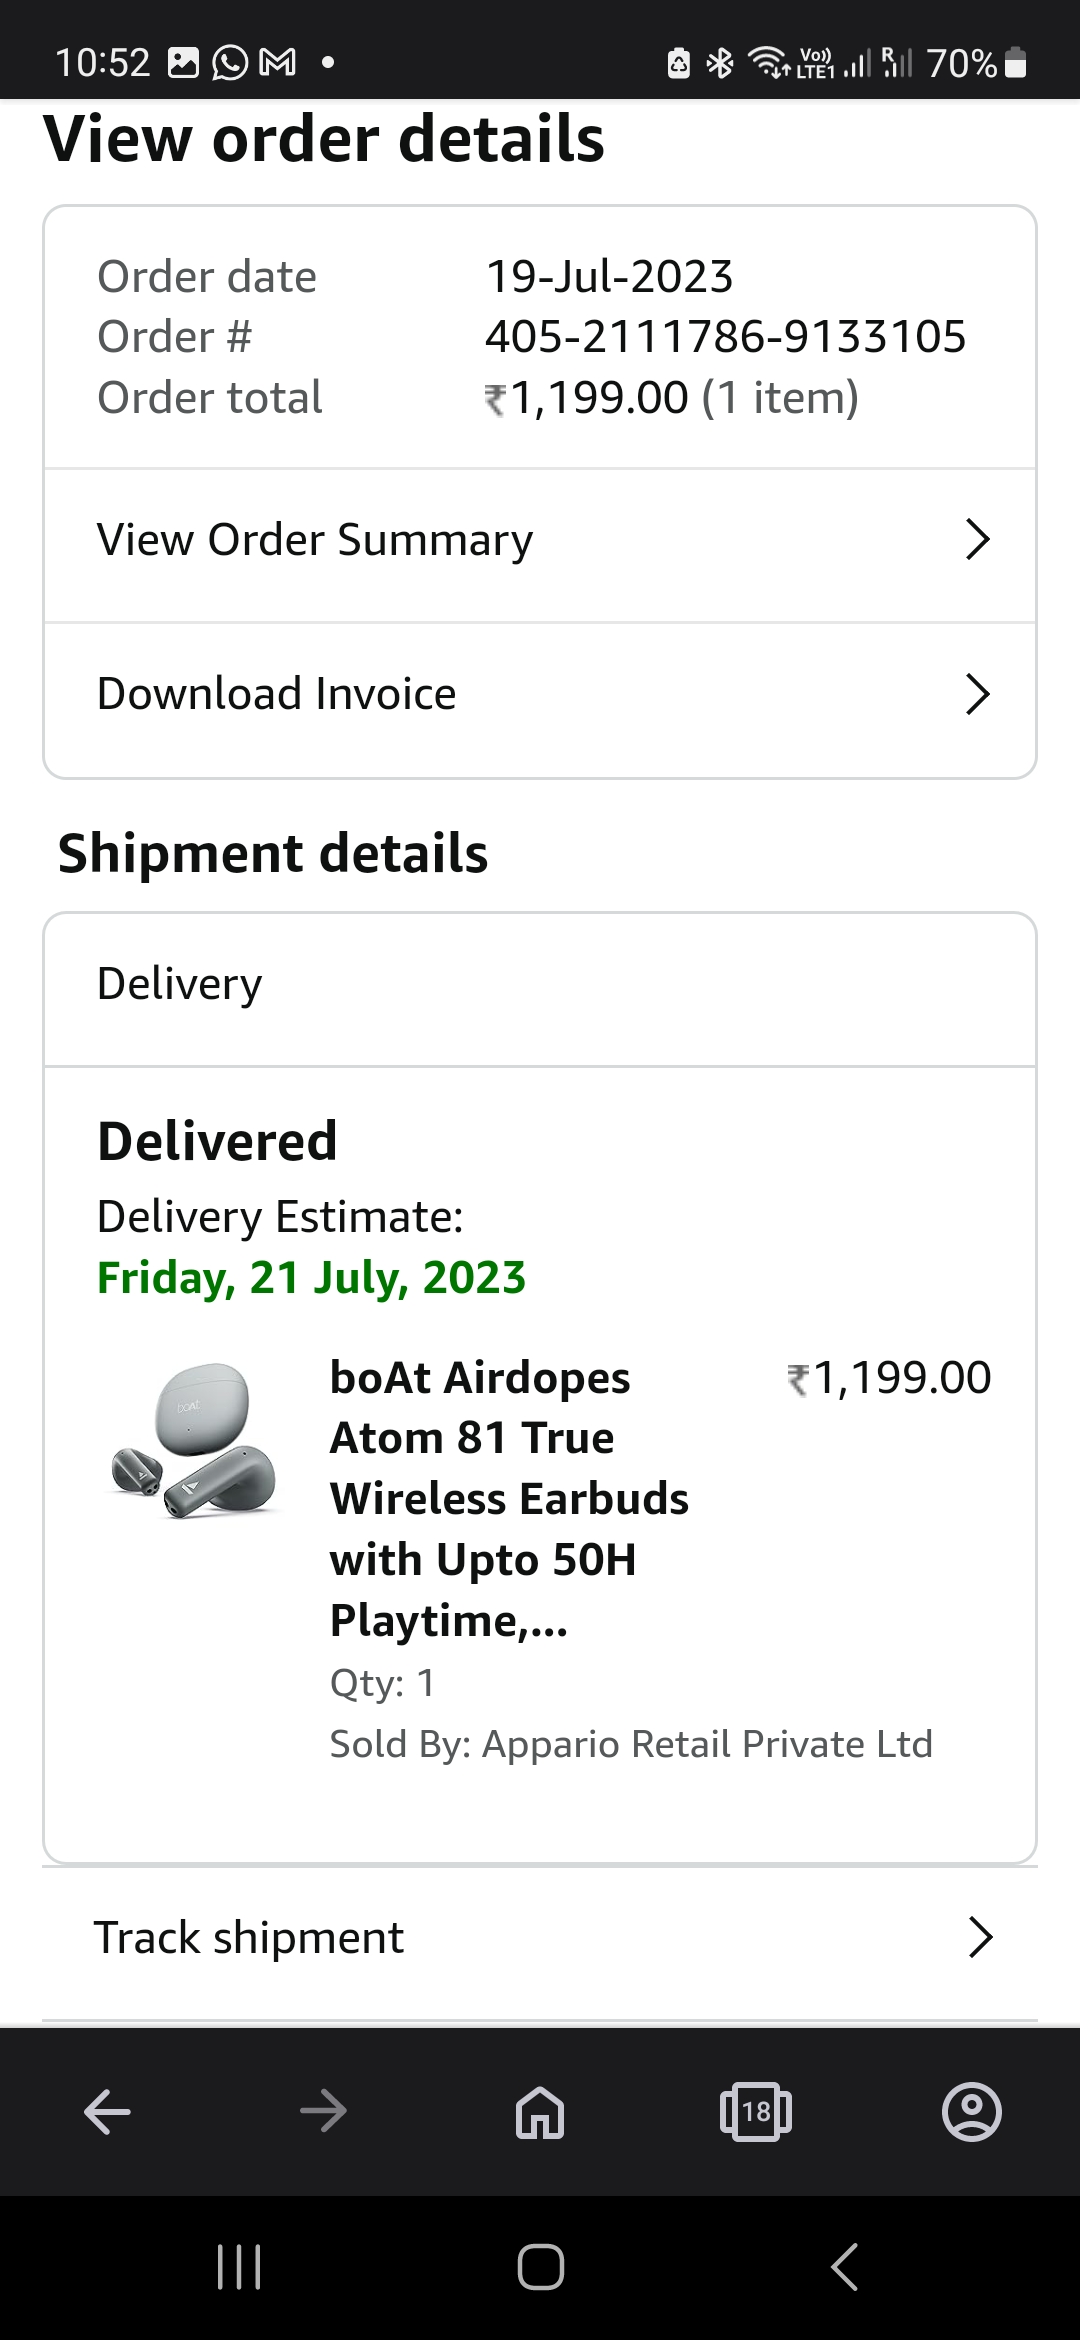 10:52 Vo)) LTE1 R 70%
View order details
Order date 19-Jul-2023
Order # 405-2111786-9133105
Order total ₹1,199.00 (1 item)
View Order Summary
Download Invoice
Shipment details
Delivery
Delivered
Delivery Estimate:
Friday, 21 July, 2023
boAt
boAt Airdopes ₹1,199.00
Atom 81 True
Wireless Earbuds
with Upto 50H
Playtime,...
Qty: 1
Sold By: Appario Retail Private Ltd
Track shipment
18